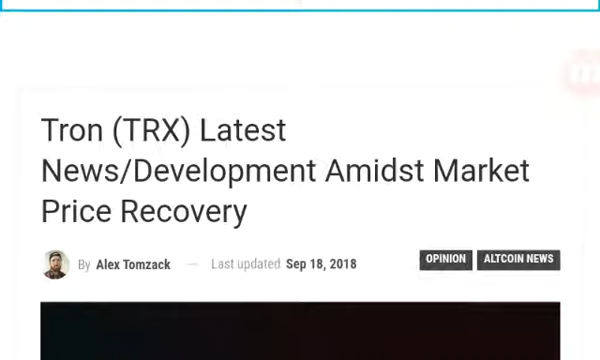 Tron (TRX) Latest
News/Development Amidst Market
Price Recovery
By Alex Tomzack — Last updated Sep 18, 2018 OPINION ALTCOIN NEWS